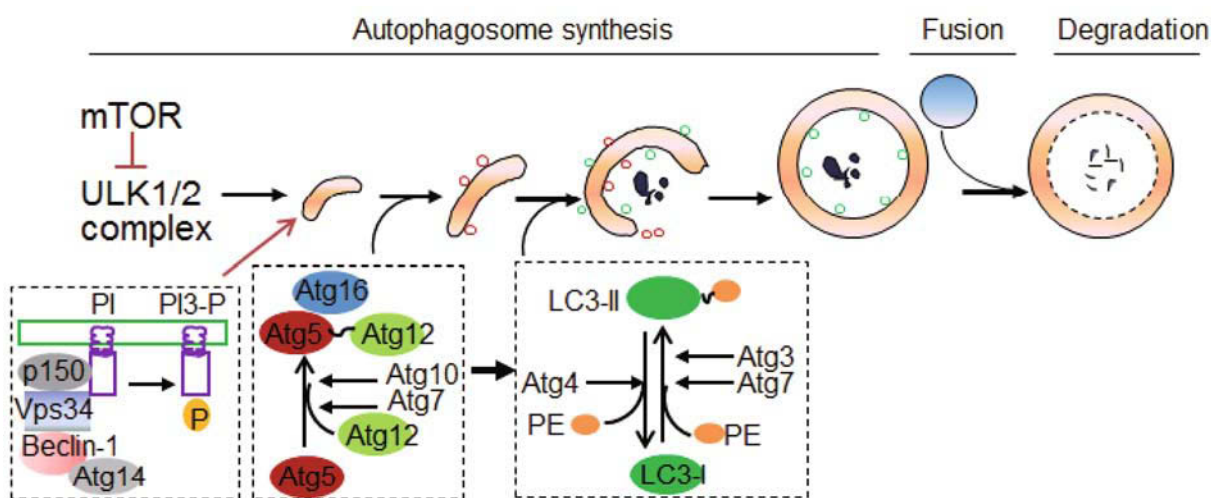 Autophagosome synthesis
Fusion
Degradation
mTOR
ULK1/2
complex
PI
PI3-P
p150
Vps34
Beclin-1
Atg14
P
Atg16
Atg5
Atg12
Atg10
Atg7
Atg12
Atg5
LC3-II
Atg3
Atg7
Atg4
PE
PE
LC3-I